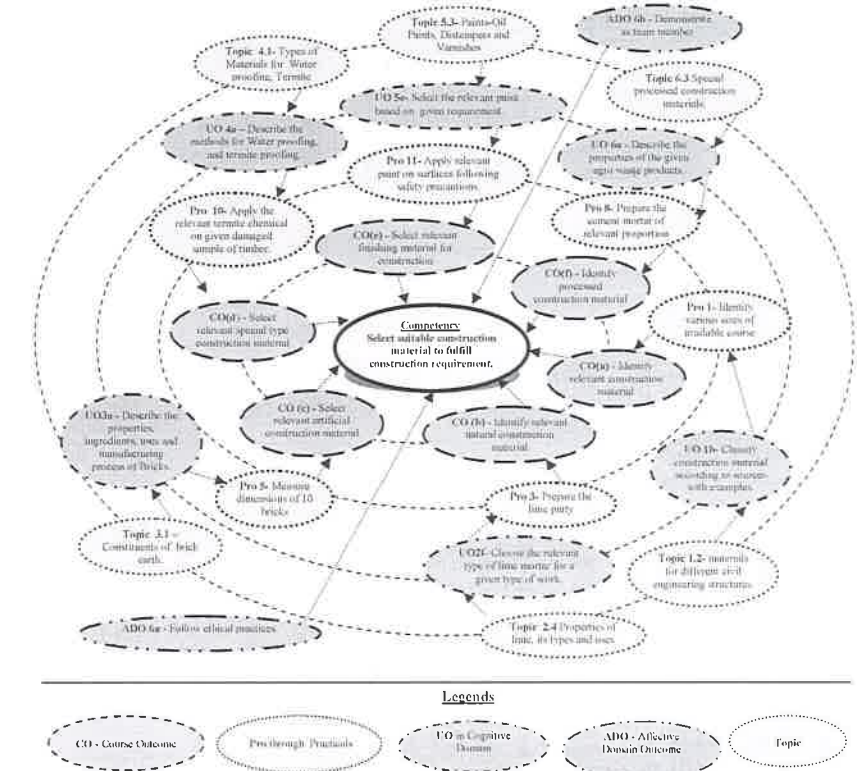 Topic 5.3- Paints-Oil
Paints, Distempers and
Varnishes
ADO 6b - Demonstrate
as team member
Topic 4.1- Types of
Materials for Water
proofing, Termite
Topic 6.3 Special
processed construction
materials.
UO 5e- Select the relevant paint
based on given requirement
UO 4a - Describe the
methods for Water proofing,
and termite proofing.
UO 6a - Describe the
properties of the given
agro waste products.
Pro 11- Apply relevant
paint on surfaces following
safety precautions.
Pro 10- Apply the
relevant termite chemical
on given damaged
sample of timber.
Pro 8- Prepare the
cement mortar of
relevant proportion
CO(e) - Select relevant
finishing material for
construction
CO(f) - Identify
processed
construction material
Pro 1- Identify
various sizes of
available course
CO(d) - Select
relevant special type
construction material
Competency
Select suitable construction
material to fulfill
construction requirement.
CO(a) - Identify
relevant construction
material
UO3a - Describe the
properties,
ingredients, uses and
manufacturing
process of Bricks.
CO (c) - Select
relevant artificial
construction material
CO (b) - Identify relevant
natural construction
material
UO 1b- Classify
construction material
according to sources
with examples.
Pro 5- Measure
dimensions of 10
bricks
Pro 3- Prepare the
lime party
Topic 3.1 –
Constituents of brick
earth.
UO2f- Choose the relevant
type of lime mortar for a
given type of work.
Topic 1.2- materials
for different civil
engineering structures.
ADO 6a - Follow ethical practices.
Topic 2.4 Properties of
lime, its types and uses
Legends
CO - Course Outcome
Pro through Practicals
UO in Cognitive
Domain
ADO - Affective
Domain Outcome
Topic